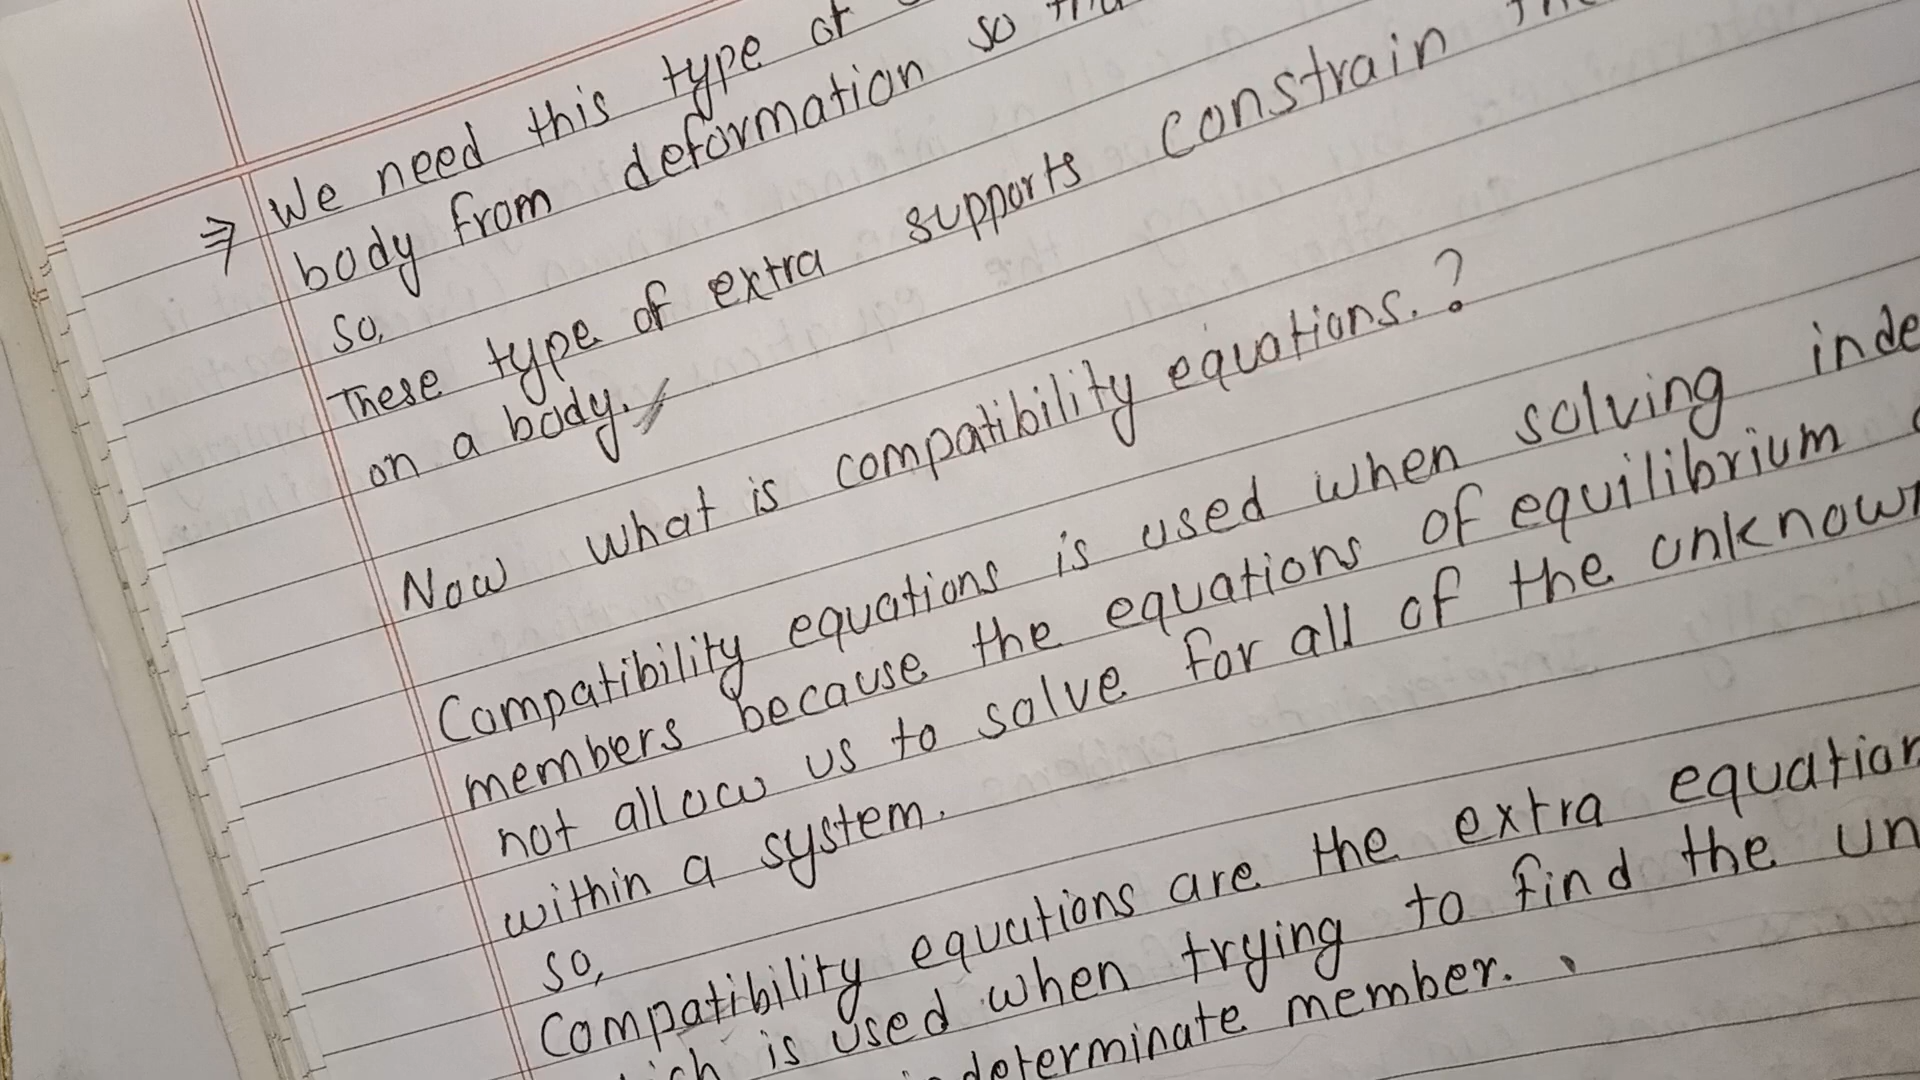 ⇒ We need this type of
body from deformation so
So,
These type of extra supports constrain
on a body.
Now what is compatibility equations.?
Compatibility equations is used when solving inde
members because the equations of equilibrium
not allow us to solve for all of the unknown
within a system.
So,
Compatibility equations are the extra equation
is used when trying to find the un
determinate member.